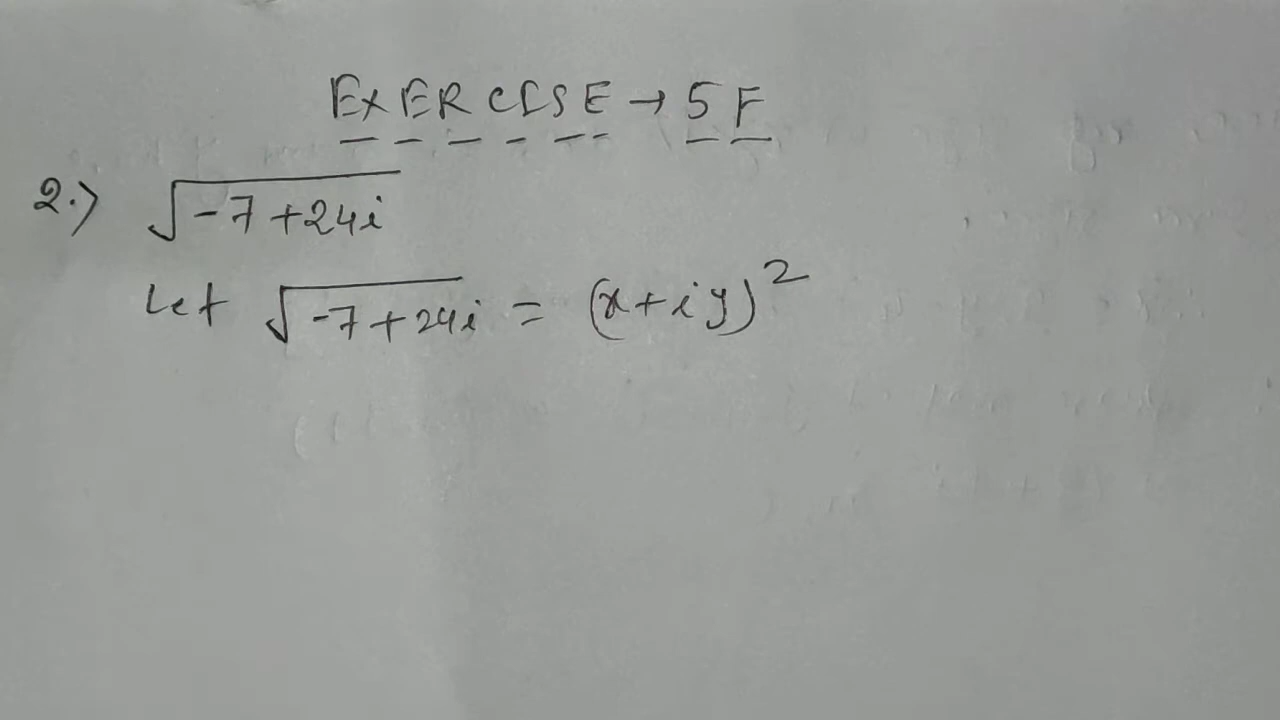 EXERCISE → 5F
2.) √-7+24i
Let √-7+24i = (x+iy)²